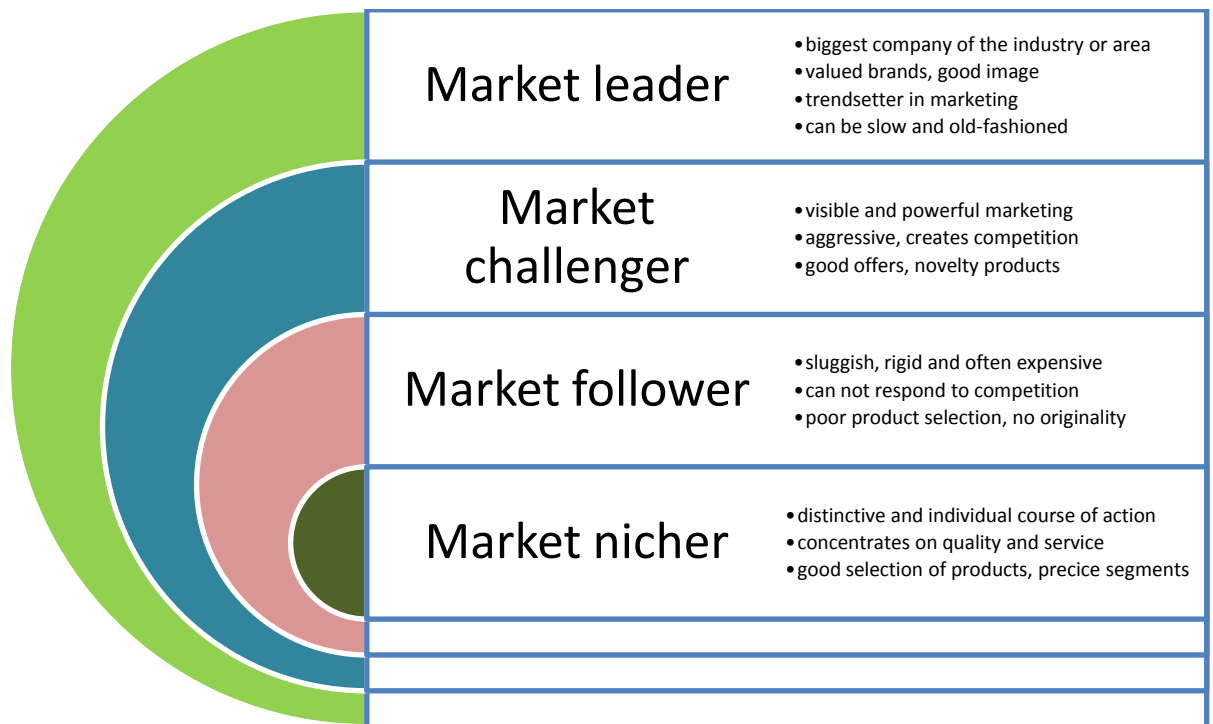 Market leader
•biggest company of the industry or area
•valued brands, good image
•trendsetter in marketing
•can be slow and old-fashioned
Market
challenger
•visible and powerful marketing
•aggressive, creates competition
•good offers, novelty products
Market follower
•sluggish, rigid and often expensive
•can not respond to competition
•poor product selection, no originality
Market nicher
•distinctive and individual course of action
•concentrates on quality and service
•good selection of products, precice segments